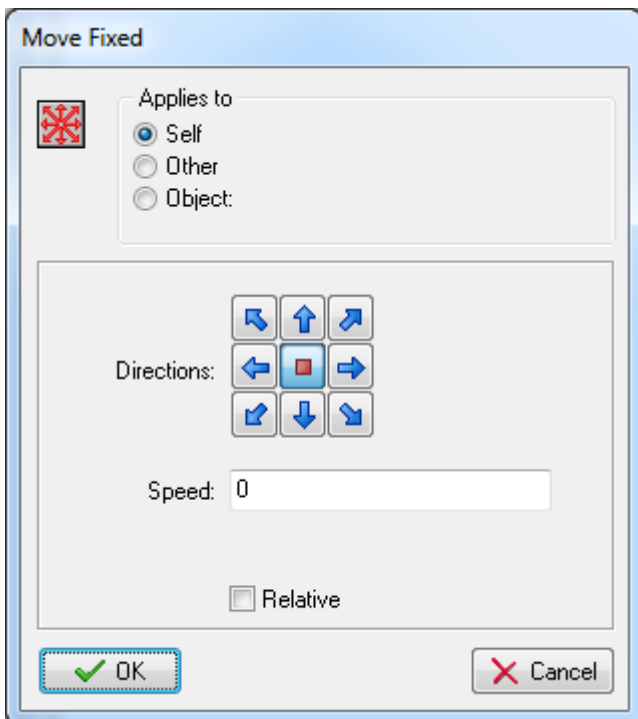 Move Fixed
Applies to
Self
Other
Object:
Directions:
Speed: 0
Relative
OK Cancel